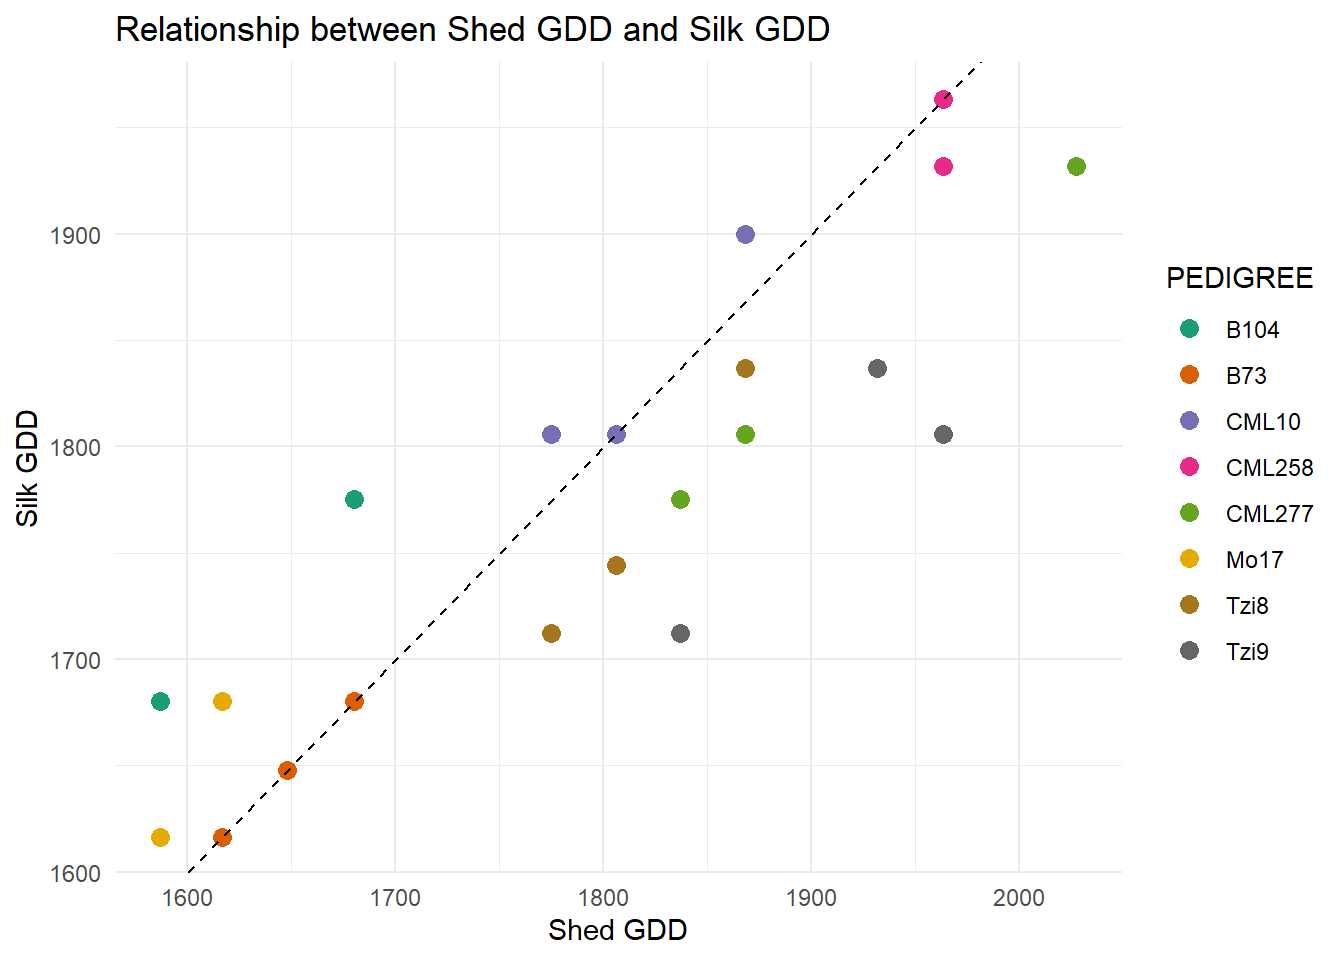 Relationship between Shed GDD and Silk GDD
Silk GDD
1900
1800
1700
1600
1600 1700 1800 1900 2000
Shed GDD
PEDIGREE
B104
B73
CML10
CML258
CML277
Mo17
Tzi8
Tzi9